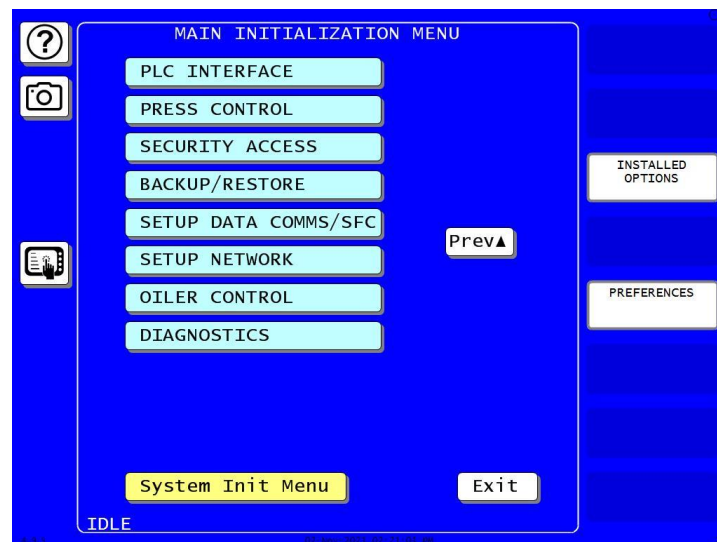 MAIN INITIALIZATION MENU
PLC INTERFACE
PRESS CONTROL
SECURITY ACCESS
BACKUP/RESTORE
SETUP DATA COMMS/SFC
SETUP NETWORK
OILER CONTROL
DIAGNOSTICS
Prev▲
System Init Menu
Exit
IDLE
INSTALLED
OPTIONS
PREFERENCES